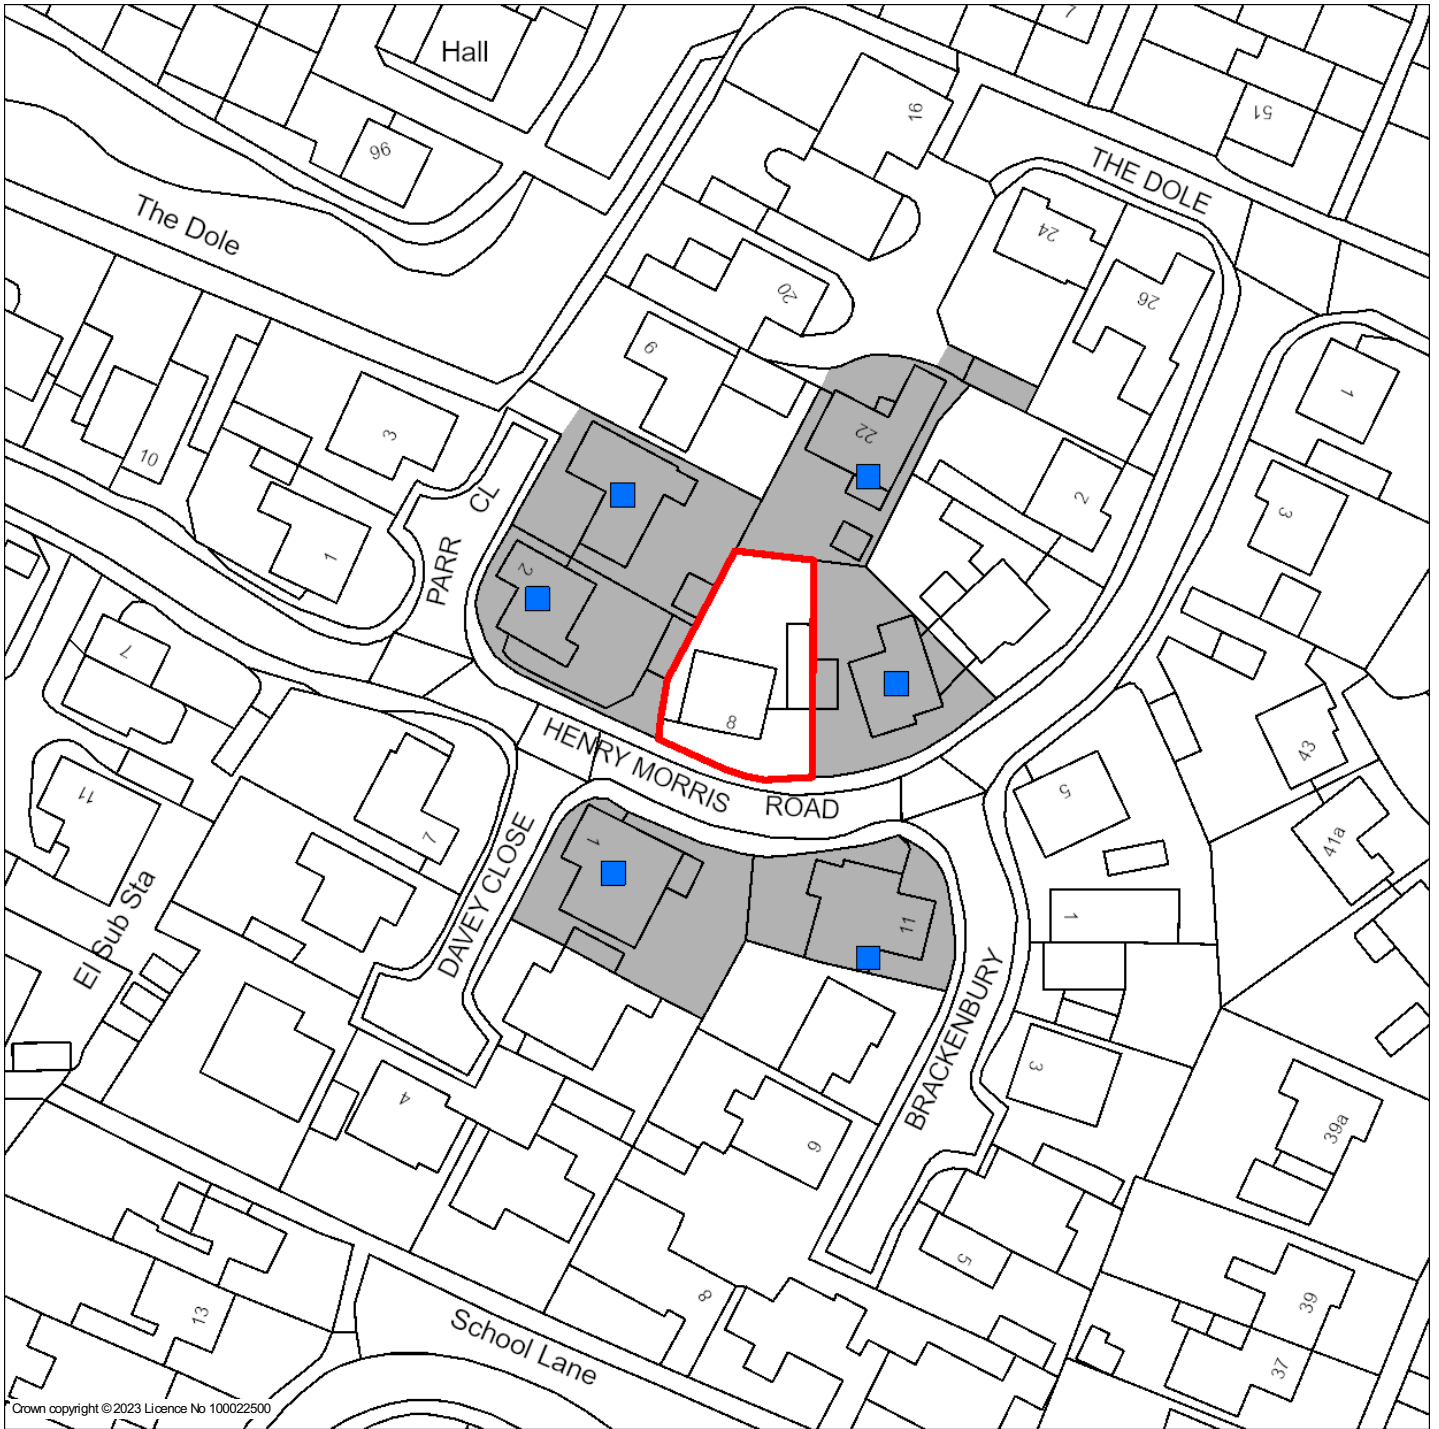 Hall
7
16
51
96
THE DOLE
The Dole
24
20
26
9
1
22
3
10
CL
2
3
1
PARR
2
7
8
HENRY MORRIS ROAD
43
5
11
7
1
41a
El Sub Sta
DAVEY CLOSE
11
1
BRACKENBURY
3
4
39a
6
5
8
13
39
School Lane
37
Crown copyright © 2023 Licence No 100022500